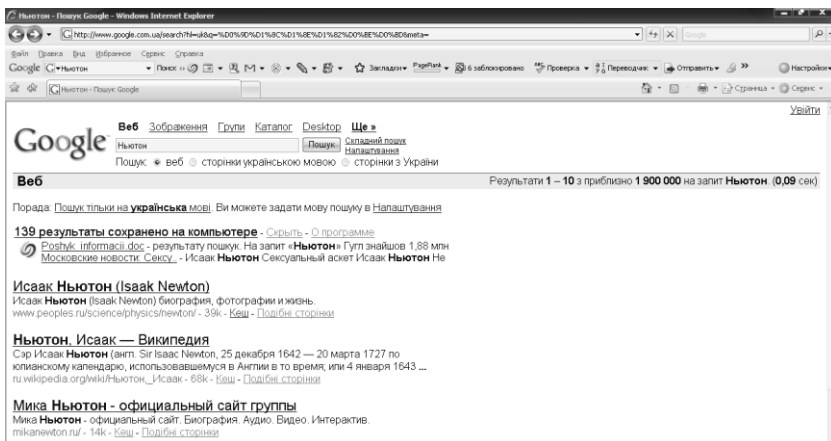 Ньютон - Пошук Google - Windows Internet Explorer
http://www.google.com.ua/search?hl=uk&q=%D0%9D%D1%8C%D1%8E%D1%82%D0%BE%D0%BD&meta=
Google
Файл Правка Вид Избранное Сервис Справка
Google Ньютон Поиск Закладки PageRank 6 заблокировано Проверка Переводчик Отправить Настройки
Ньютон - Пошук Google Страница Сервис
Увійти
Веб Зображення Групи Каталог Desktop Ще »
Google Ньютон Пошук Складний пошук
Налаштування
Пошук: веб сторінки українською мовою сторінки з України
Веб Результати 1 – 10 з приблизно 1 900 000 на запит Ньютон. (0,09 сек)
Порада: Пошук тільки на українська мові. Ви можете задати мову пошуку в Налаштування
139 результаты сохранено на компьютере - Скрыть - О программе
Poshyk_informacii.doc - результату пошкук. На запит «Ньютон» Гугл знайшов 1,88 млн
Московские новости: Сексу_ - Исаак Ньютон Сексуальный аскет Исаак Ньютон Не
Исаак Ньютон (Isaak Newton)
Исаак Ньютон (Isaak Newton) биография, фотографии и жизнь.
www.peoples.ru/science/physics/newton/ - 39k - Кеш - Подібні сторінки
Ньютон, Исаак — Википедия
Сэр Исаак Ньютон (англ. Sir Isaac Newton, 25 декабря 1642 — 20 марта 1727 по
юлианскому календарю, использовавшемуся в Англии в то время; или 4 января 1643 ...
ru.wikipedia.org/wiki/Ньютон,_Исаак - 68k - Кеш - Подібні сторінки
Мика Ньютон - официальный сайт группы
Мика Ньютон - официальный сайт. Биография. Аудио. Видео. Интерактив.
mikanewton.ru/ - 14k - Кеш - Подібні сторінки